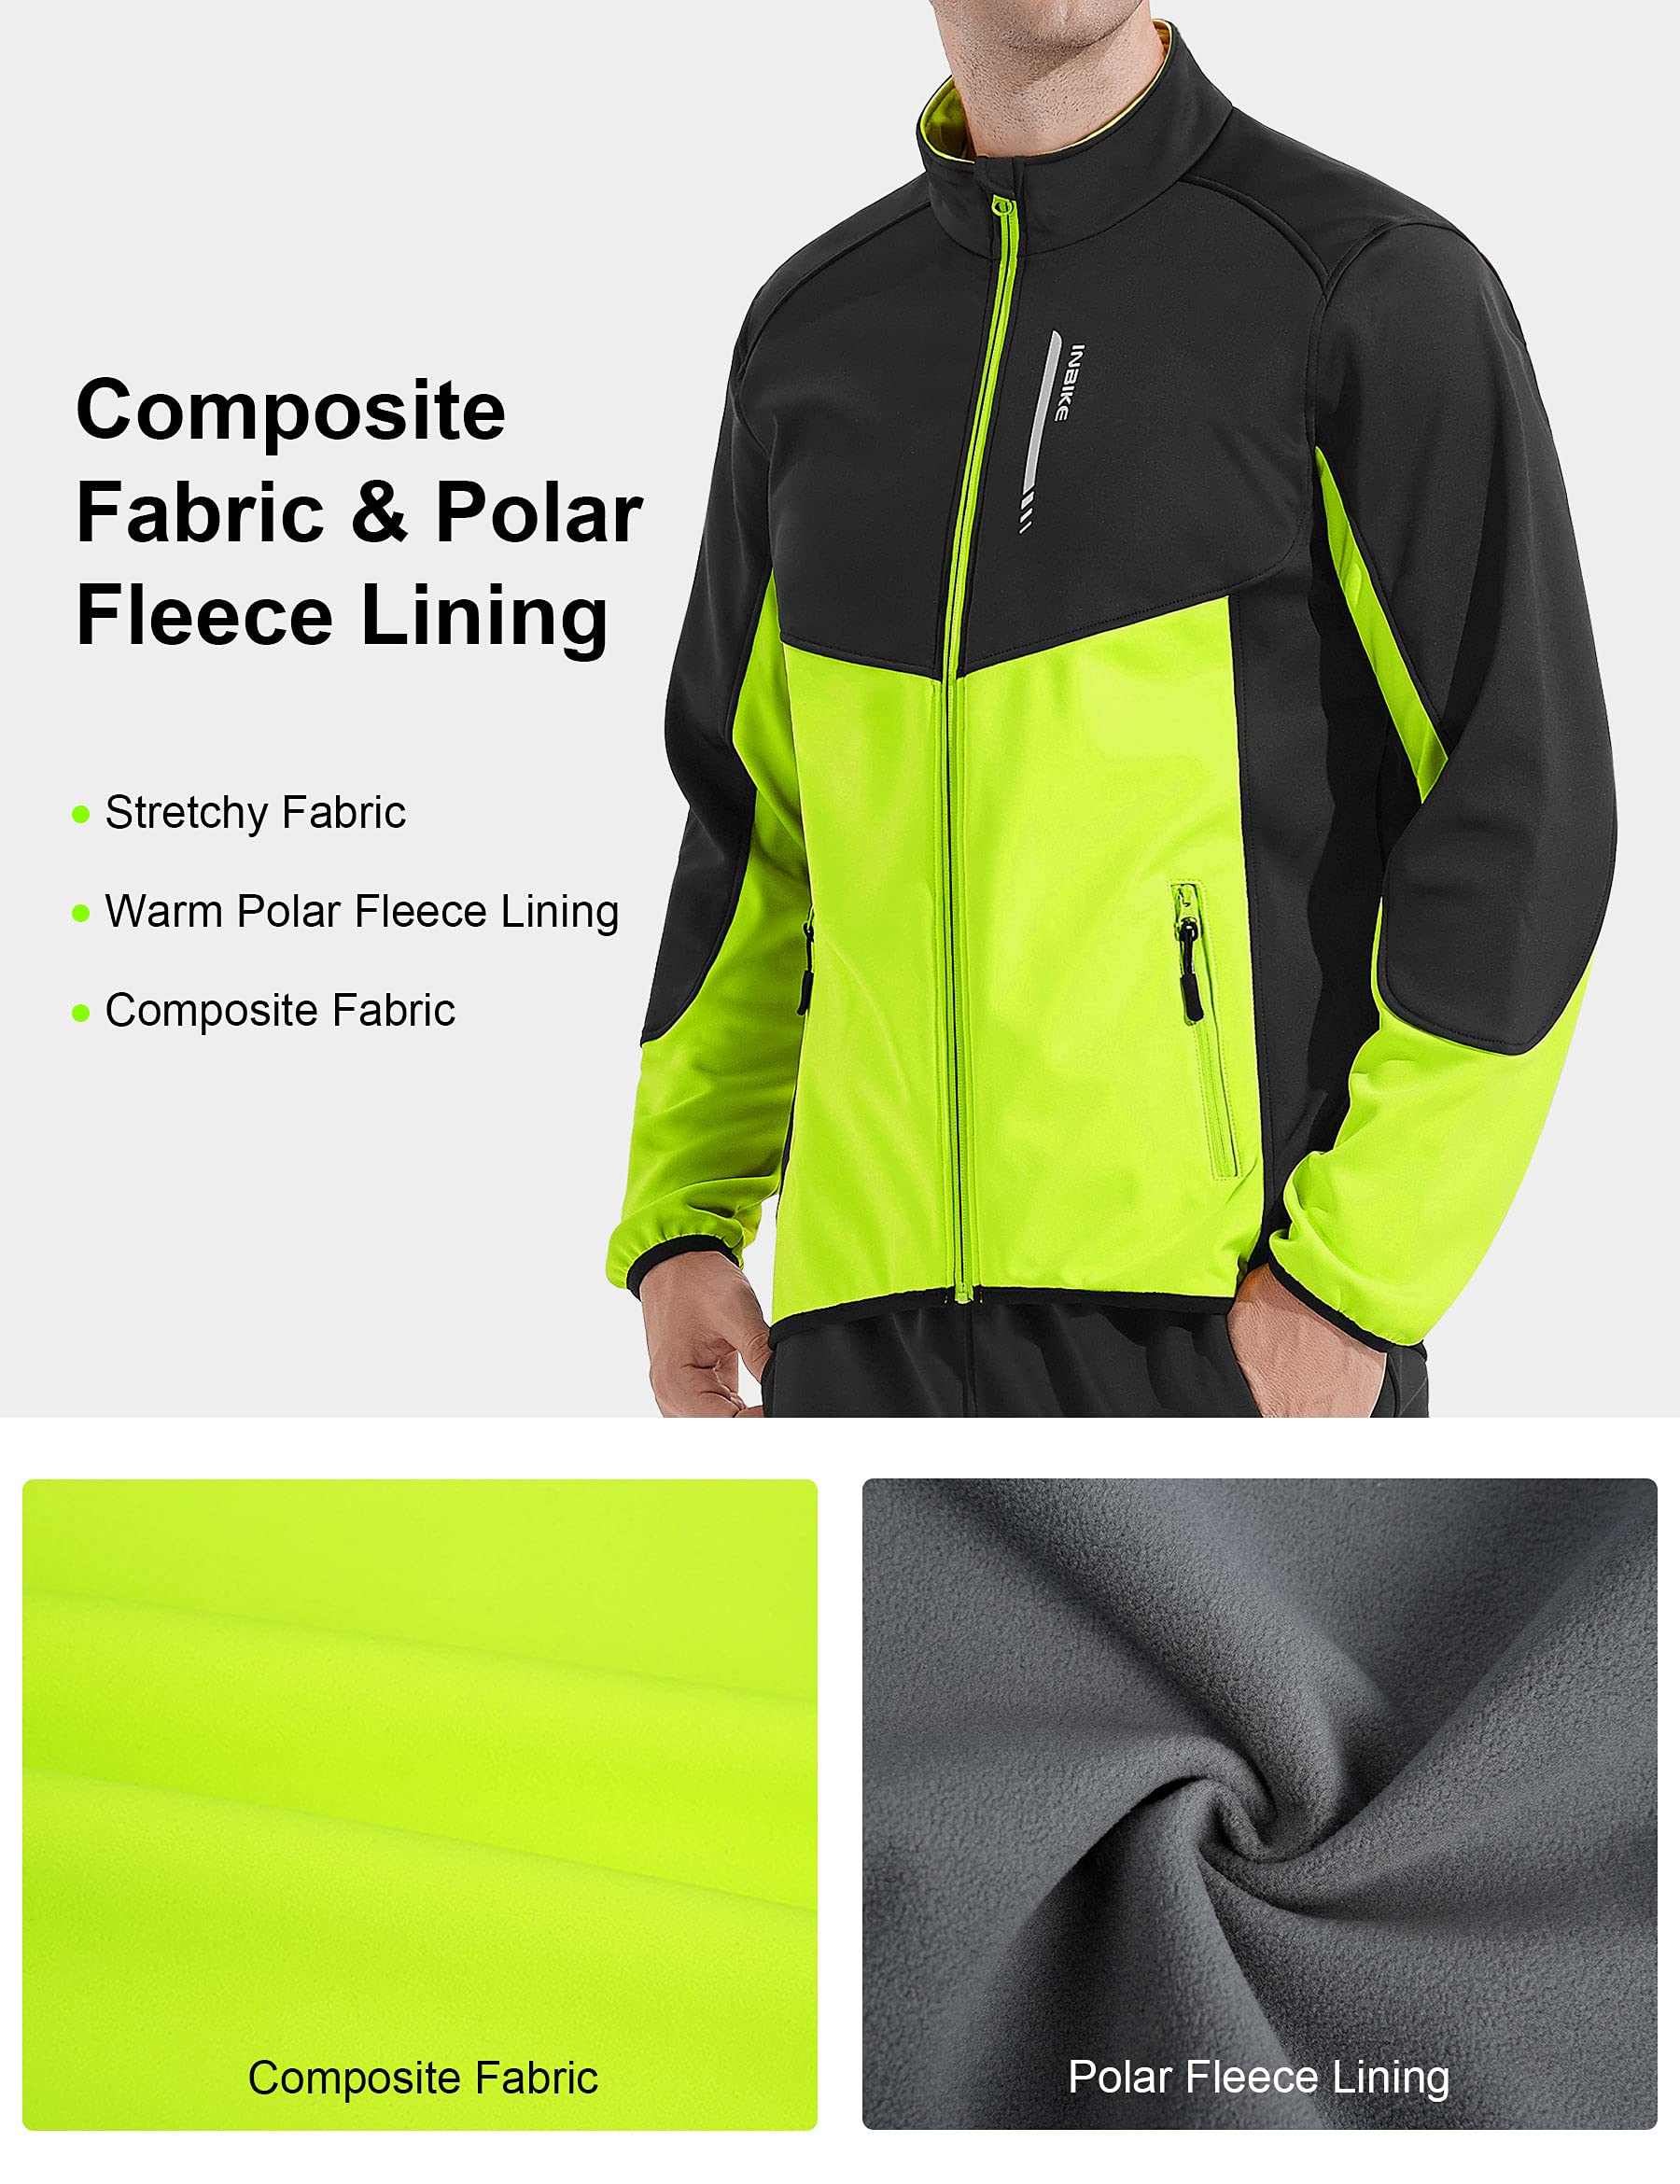 INBIKE
Composite
Fabric & Polar
Fleece Lining
Stretchy Fabric
Warm Polar Fleece Lining
Composite Fabric
Composite Fabric
Polar Fleece Lining